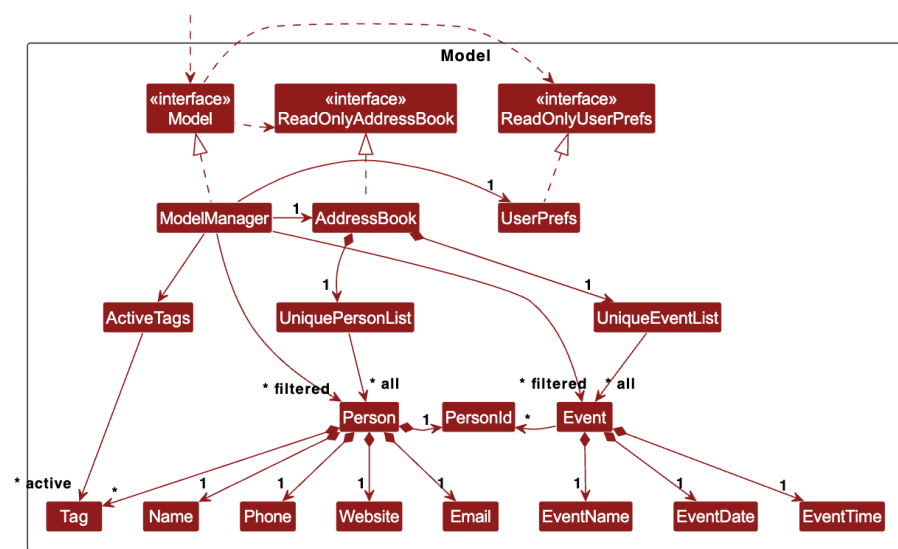 Model
«interface»
Model
«interface»
ReadOnlyAddressBook
«interface»
ReadOnlyUserPrefs
1
ModelManager
1
AddressBook
UserPrefs
1
1
ActiveTags
UniquePersonList
UniqueEventList
* filtered
* all
* filtered
* all
Person
1
PersonId
*
Event
* active
*
1
1
1
1
1
1
1
Tag
Name
Phone
Website
Email
EventName
EventDate
EventTime